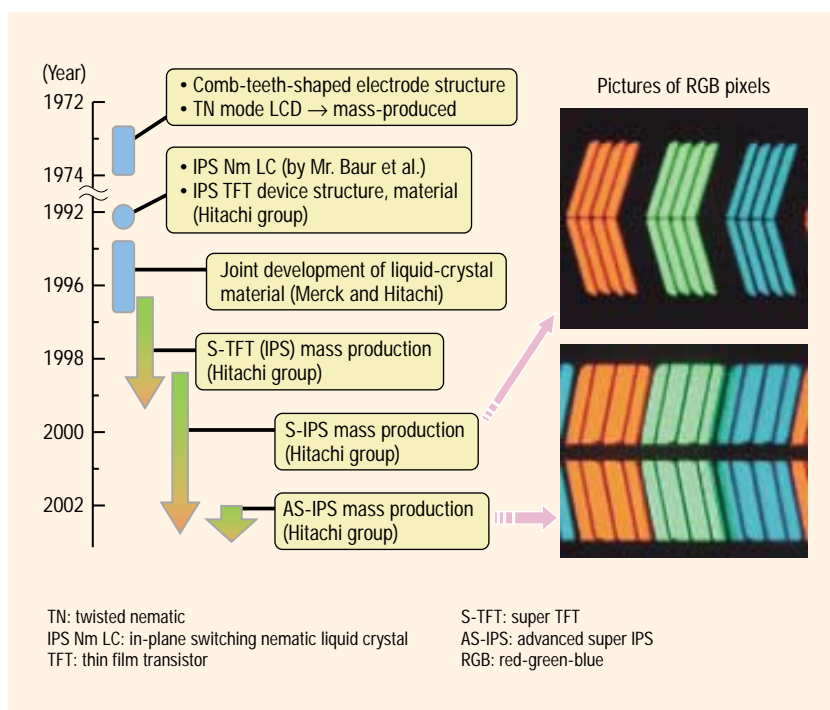 (Year)
1972
1974
1992
1996
1998
2000
2002
• Comb-teeth-shaped electrode structure
• TN mode LCD → mass-produced
• IPS Nm LC (by Mr. Baur et al.)
• IPS TFT device structure, material
(Hitachi group)
Joint development of liquid-crystal
material (Merck and Hitachi)
S-TFT (IPS) mass production
(Hitachi group)
S-IPS mass production
(Hitachi group)
AS-IPS mass production
(Hitachi group)
Pictures of RGB pixels
TN: twisted nematic
IPS Nm LC: in-plane switching nematic liquid crystal
TFT: thin film transistor
S-TFT: super TFT
AS-IPS: advanced super IPS
RGB: red-green-blue